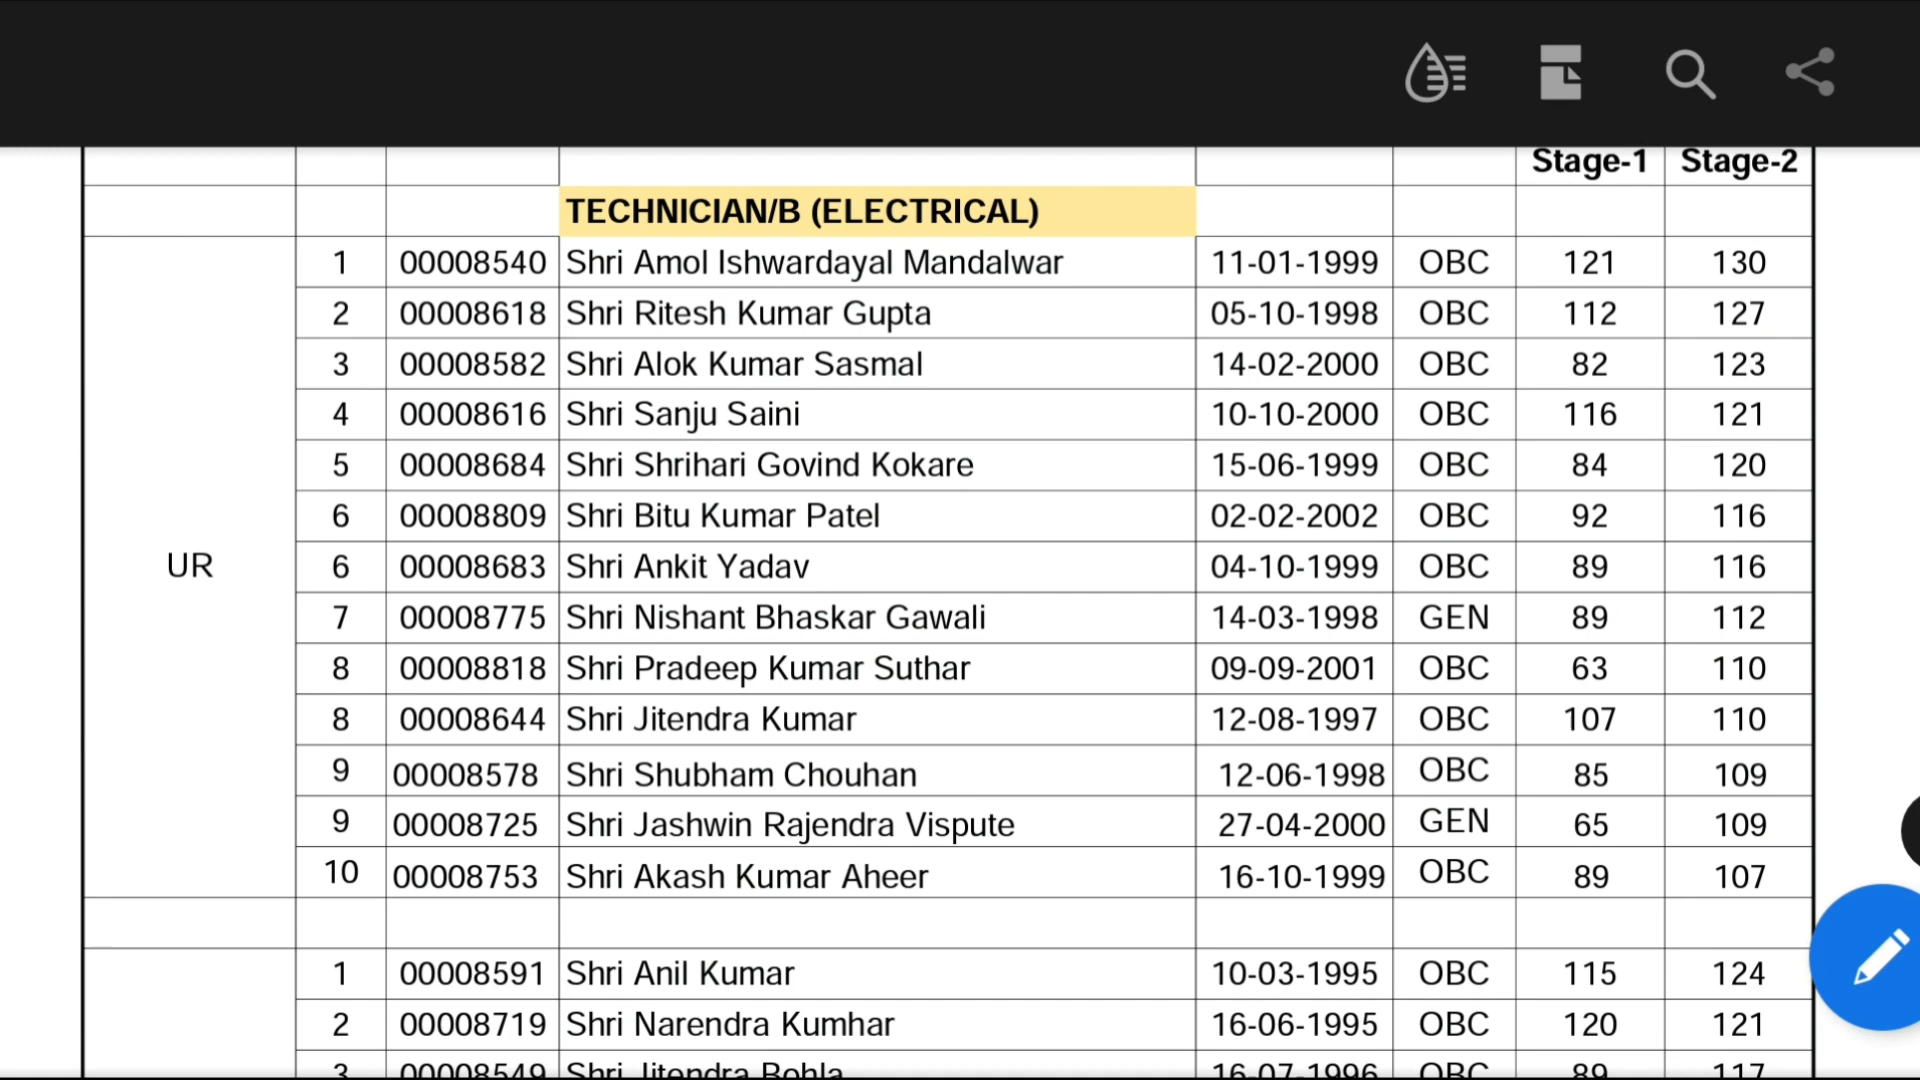 Stage-1 Stage-2
TECHNICIAN/B (ELECTRICAL)
1 00008540 Shri Amol Ishwardayal Mandalwar 11-01-1999 OBC 121 130
2 00008618 Shri Ritesh Kumar Gupta 05-10-1998 OBC 112 127
3 00008582 Shri Alok Kumar Sasmal 14-02-2000 OBC 82 123
4 00008616 Shri Sanju Saini 10-10-2000 OBC 116 121
5 00008684 Shri Shrihari Govind Kokare 15-06-1999 OBC 84 120
6 00008809 Shri Bitu Kumar Patel 02-02-2002 OBC 92 116
UR 6 00008683 Shri Ankit Yadav 04-10-1999 OBC 89 116
7 00008775 Shri Nishant Bhaskar Gawali 14-03-1998 GEN 89 112
8 00008818 Shri Pradeep Kumar Suthar 09-09-2001 OBC 63 110
8 00008644 Shri Jitendra Kumar 12-08-1997 OBC 107 110
9 00008578 Shri Shubham Chouhan 12-06-1998 OBC 85 109
9 00008725 Shri Jashwin Rajendra Vispute 27-04-2000 GEN 65 109
10 00008753 Shri Akash Kumar Aheer 16-10-1999 OBC 89 107
1 00008591 Shri Anil Kumar 10-03-1995 OBC 115 124
2 00008719 Shri Narendra Kumhar 16-06-1995 OBC 120 121
3 00008549 Shri Jitendra Bohla 16-07-1996 OBC 89 117